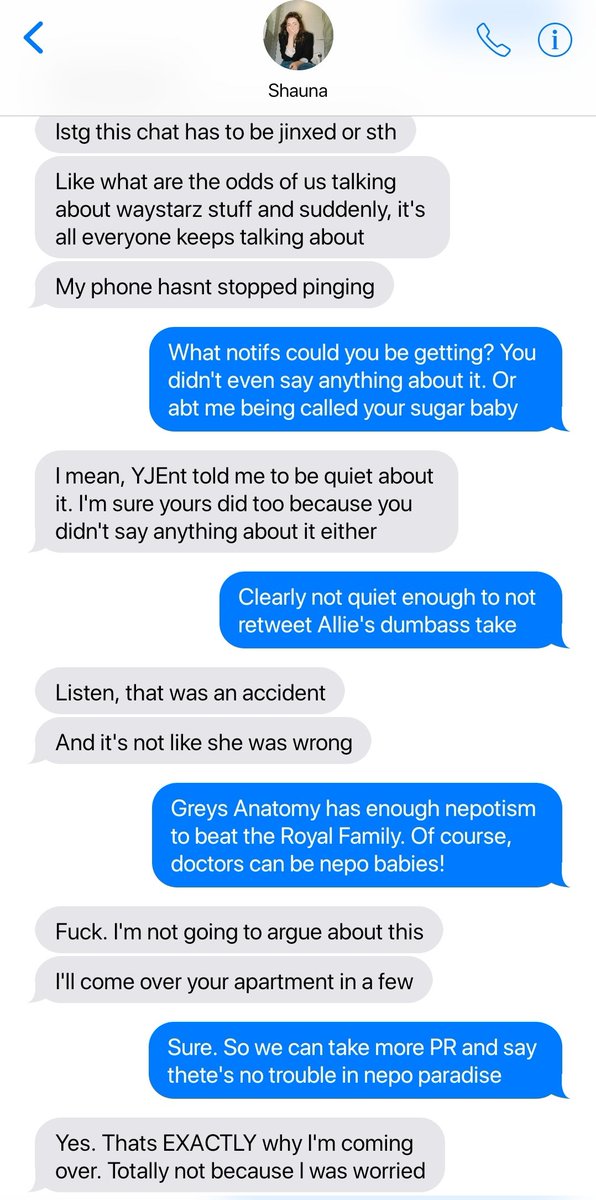 Shauna
Istg this chat has to be jinxed or sth
Like what are the odds of us talking
about waystarz stuff and suddenly, it's
all everyone keeps talking about
My phone hasnt stopped pinging
What notifs could you be getting? You
didn't even say anything about it. Or
abt me being called your sugar baby
I mean, YJEnt told me to be quiet about
it. I'm sure yours did too because you
didn't say anything about it either
Clearly not quiet enough to not
retweet Allie's dumbass take
Listen, that was an accident
And it's not like she was wrong
Greys Anatomy has enough nepotism
to beat the Royal Family. Of course,
doctors can be nepo babies!
Fuck. I'm not going to argue about this
I'll come over your apartment in a few
Sure. So we can take more PR and say
thete's no trouble in nepo paradise
Yes. Thats EXACTLY why I'm coming
over. Totally not because I was worried